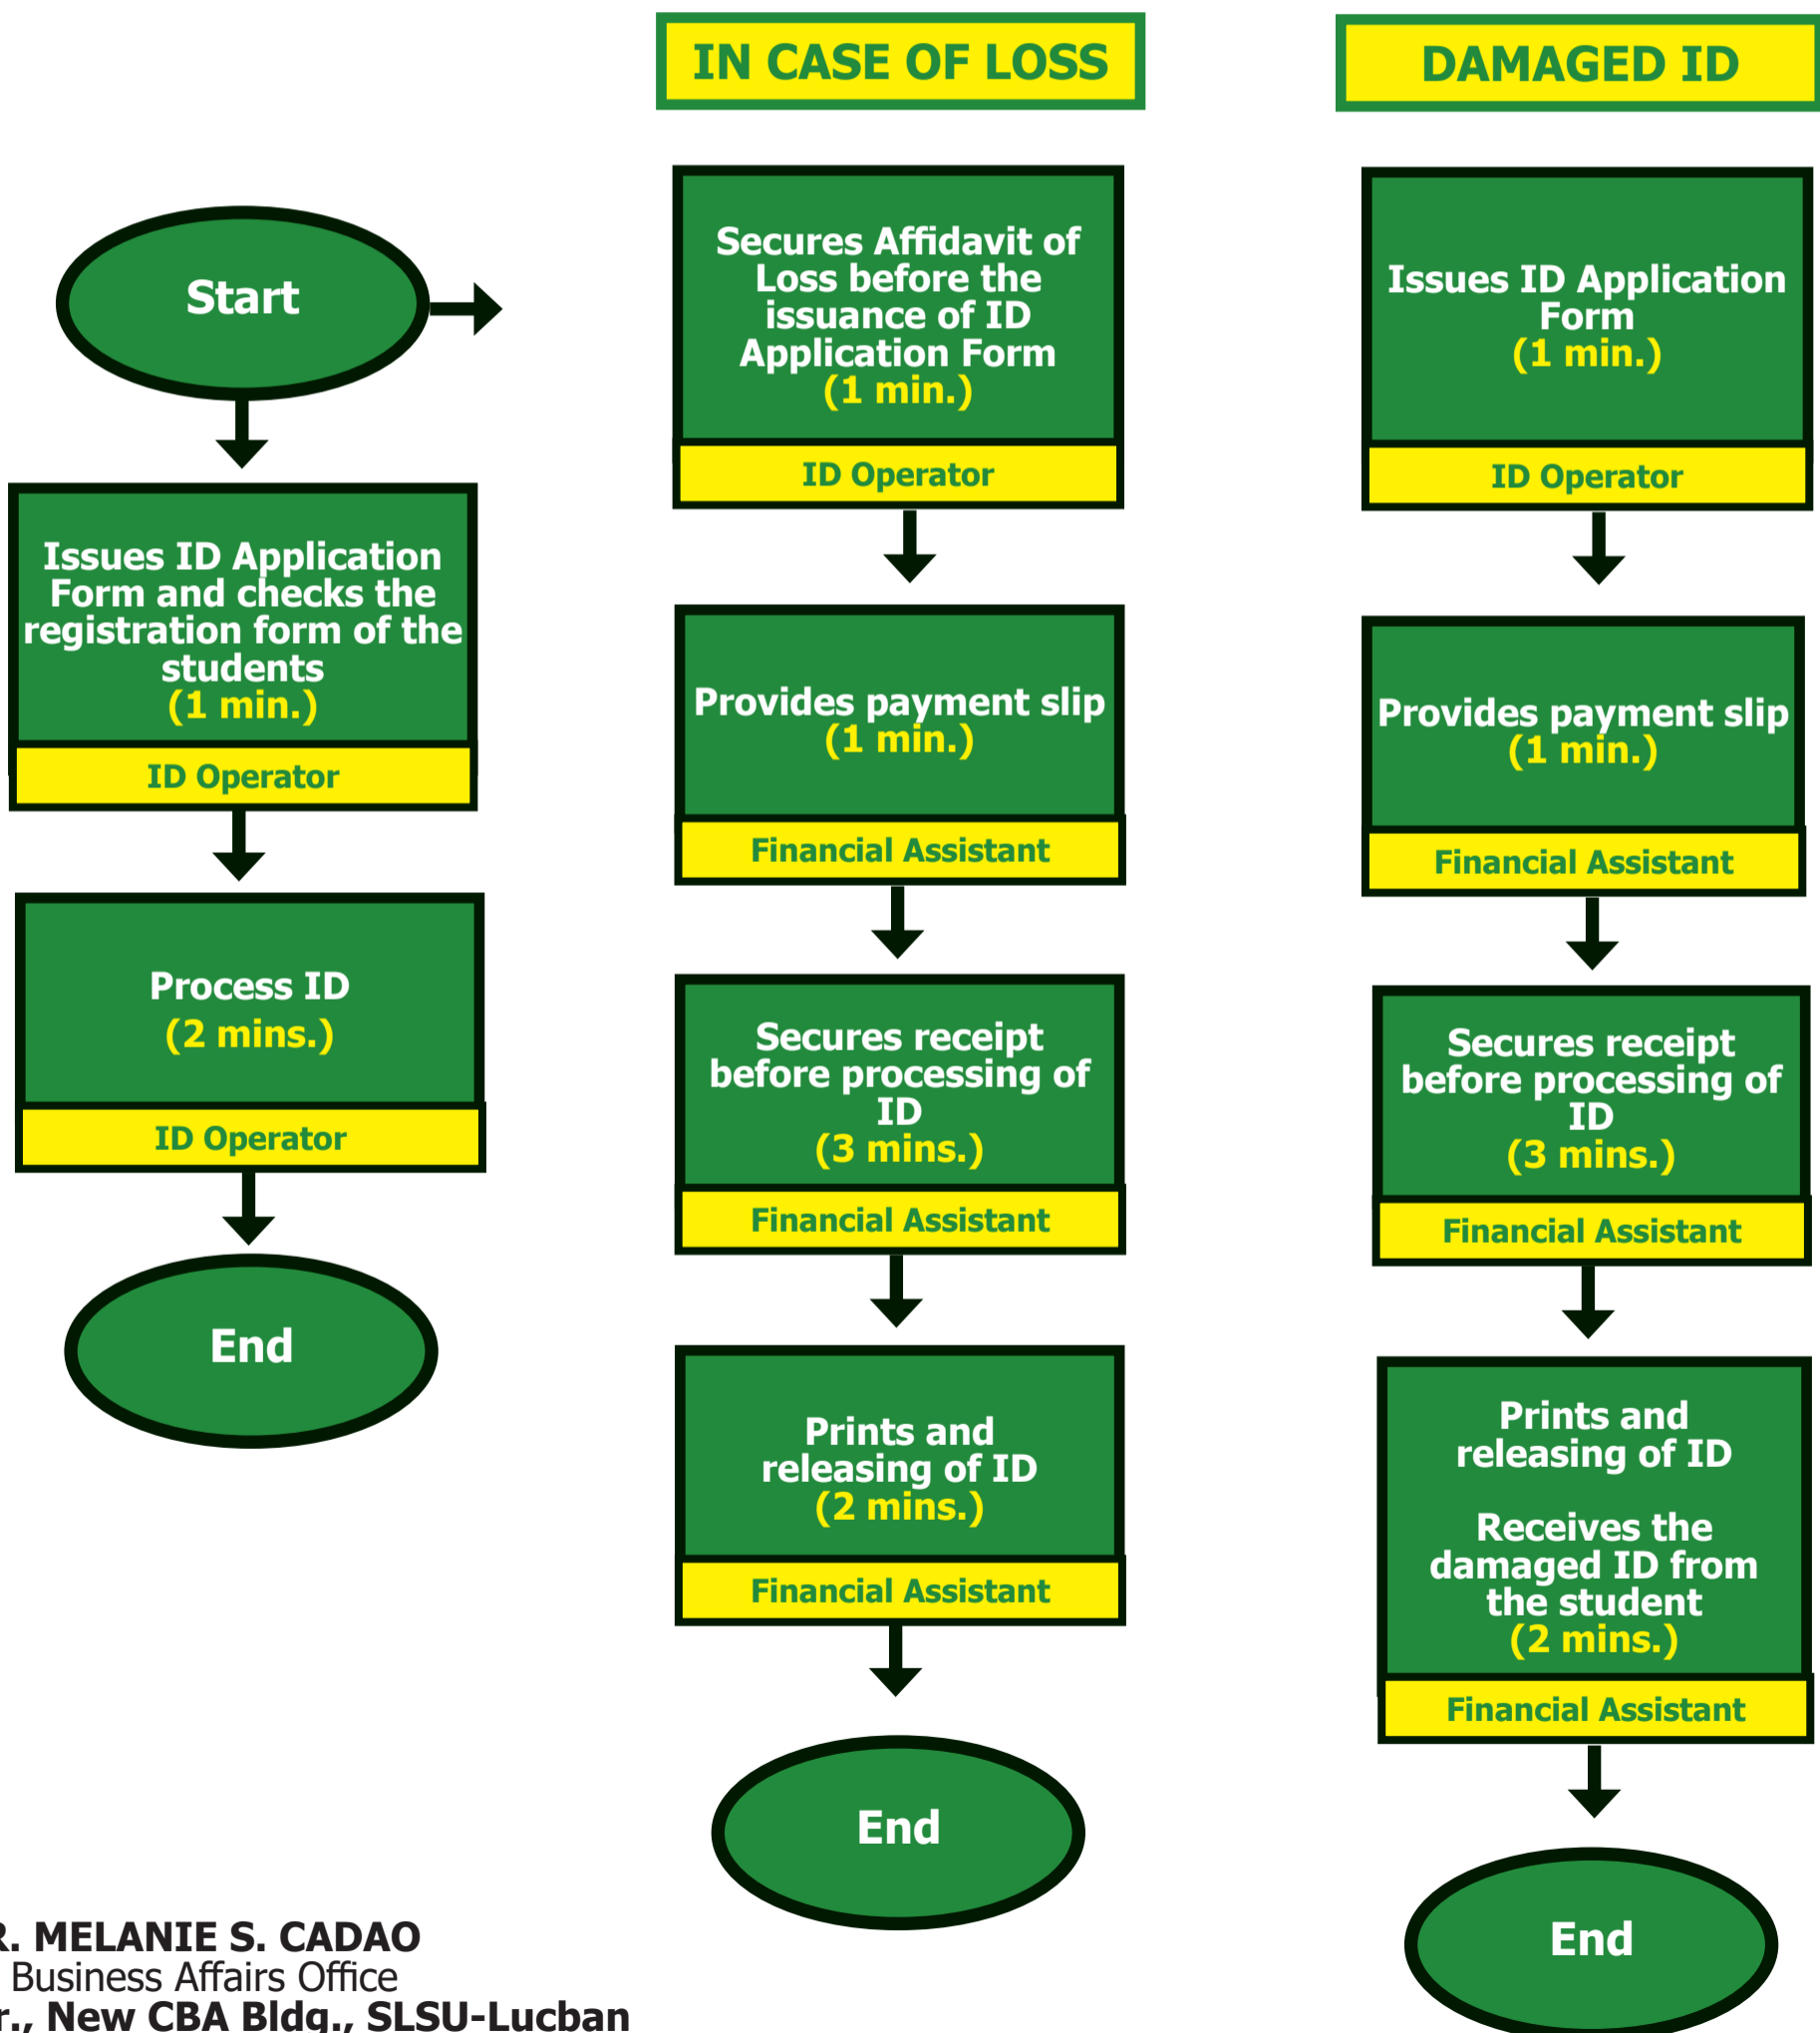 Start
Issues ID Application
Form and checks the
registration form of the
students
(1 min.)
ID Operator
Process ID
(2 mins.)
ID Operator
End
IN CASE OF LOSS
Secures Affidavit of
Loss before the
issuance of ID
Application Form
(1 min.)
ID Operator
Provides payment slip
(1 min.)
Financial Assistant
Secures receipt
before processing of
ID
(3 mins.)
Financial Assistant
Prints and
releasing of ID
(2 mins.)
Financial Assistant
End
DAMAGED ID
Issues ID Application
Form
(1 min.)
ID Operator
Provides payment slip
(1 min.)
Financial Assistant
Secures receipt
before processing of
ID
(3 mins.)
Financial Assistant
Prints and
releasing of ID
Receives the
damaged ID from
the student
(2 mins.)
Financial Assistant
End
MELANIE S. CADAO
Business Affairs Office
New CBA Bldg., SLSU-Lucban